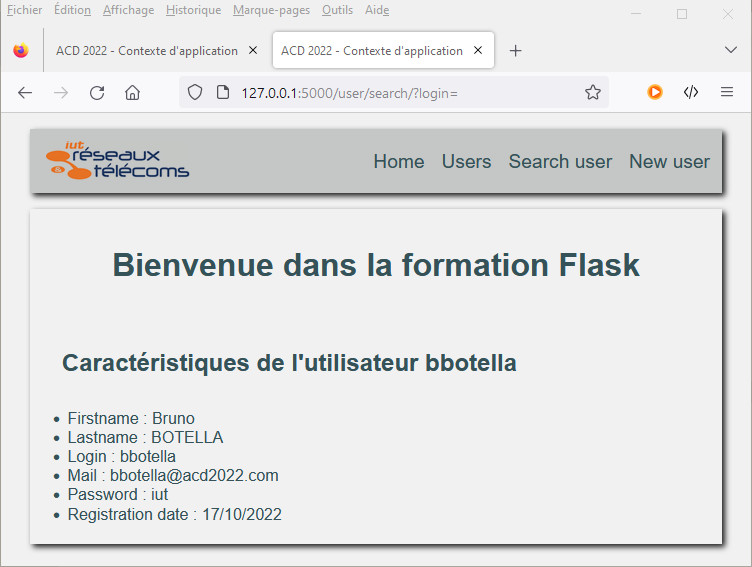 Fichier Édition Affichage Historique Marque-pages Outils Aide
ACD 2022 - Contexte d'application ACD 2022 - Contexte d'application
127.0.0.1:5000/user/search/?login=
iut
réseaux
& télécoms
Home Users Search user New user
Bienvenue dans la formation Flask
Caractéristiques de l'utilisateur bbotella
Firstname : Bruno
Lastname : BOTELLA
Login : bbotella
Mail : bbotella@acd2022.com
Password : iut
Registration date : 17/10/2022